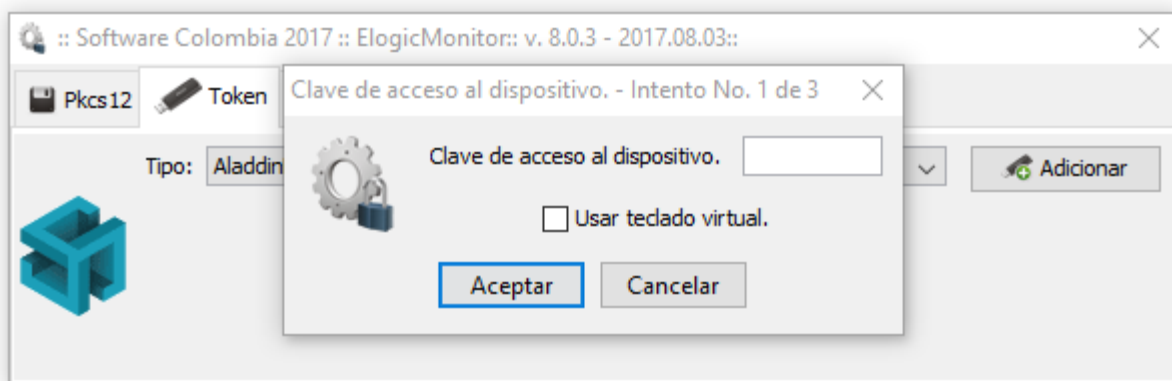 :: Software Colombia 2017 :: ElogicMonitor:: v. 8.0.3 - 2017.08.03::
Pkcs12
Token
Clave de acceso al dispositivo. - Intento No. 1 de 3
Tipo:
Aladdin
Clave de acceso al dispositivo.
Adicionar
Usar teclado virtual.
Aceptar
Cancelar